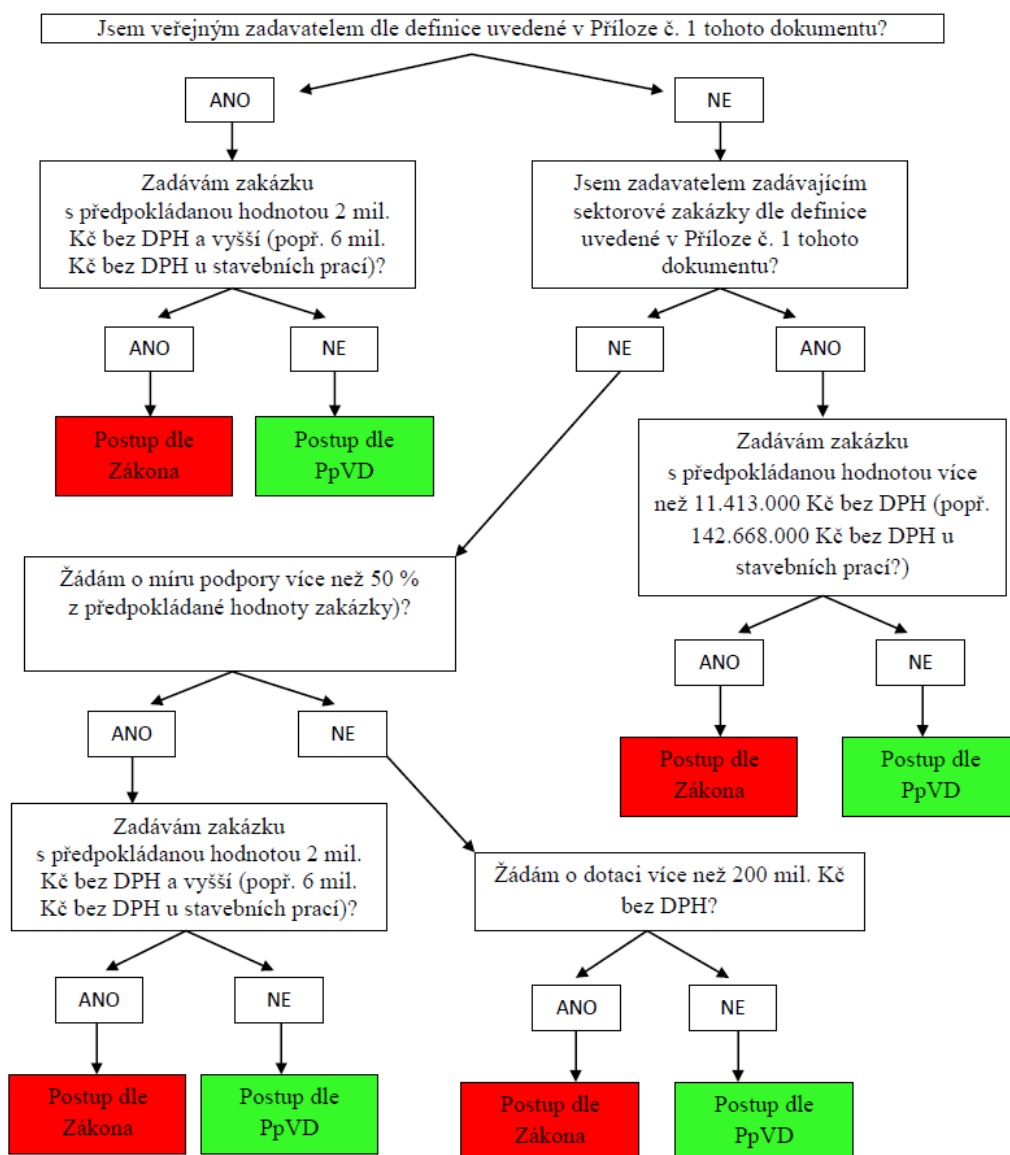 Jsem veřejným zadavatelem dle definice uvedené v Příloze č. 1 tohoto dokumentu?
ANO
NE
Zadávám zakázku
s předpokládanou hodnotou 2 mil.
Kč bez DPH a vyšší (popř. 6 mil.
Kč bez DPH u stavebních prací)?
Jsem zadavatelem zadávajícím
sektorové zakázky dle definice
uvedené v Příloze č. 1 tohoto
dokumentu?
ANO
NE
NE
ANO
Postup dle
Zákona
Postup dle
PpVD
Zadávám zakázku
s předpokládanou hodnotou více
než 11.413.000 Kč bez DPH (popř.
142.668.000 Kč bez DPH u
stavebních prací?)
Žádám o míru podpory více než 50 %
z předpokládané hodnoty zakázky)?
ANO
NE
ANO
NE
Postup dle
Zákona
Postup dle
PpVD
Zadávám zakázku
s předpokládanou hodnotou 2 mil.
Kč bez DPH a vyšší (popř. 6 mil.
Kč bez DPH u stavebních prací)?
Žádám o dotaci více než 200 mil. Kč
bez DPH?
ANO
NE
ANO
NE
Postup dle
Zákona
Postup dle
PpVD
Postup dle
Zákona
Postup dle
PpVD